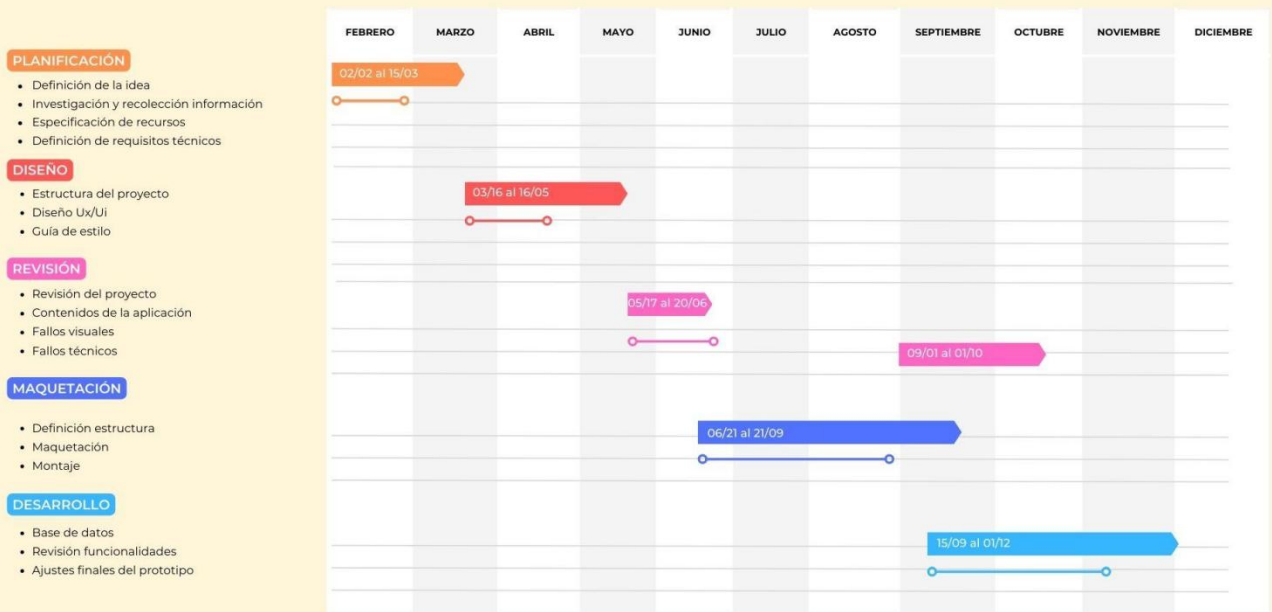 FEBRERO MARZO ABRIL MAYO JUNIO JULIO AGOSTO SEPTIEMBRE OCTUBRE NOVIEMBRE DICIEMBRE
PLANIFICACIÓN
02/02 al 15/03
• Definición de la idea
• Investigación y recolección información
• Especificación de recursos
• Definición de requisitos técnicos
DISEÑO
03/16 al 16/05
• Estructura del proyecto
• Diseño Ux/Ui
• Guía de estilo
REVISIÓN
05/17 al 20/06
• Revisión del proyecto
• Contenidos de la aplicación
• Fallos visuales
• Fallos técnicos
09/01 al 01/10
MAQUETACIÓN
06/21 al 21/09
• Definición estructura
• Maquetación
• Montaje
DESARROLLO
15/09 al 01/12
• Base de datos
• Revisión funcionalidades
• Ajustes finales del prototipo